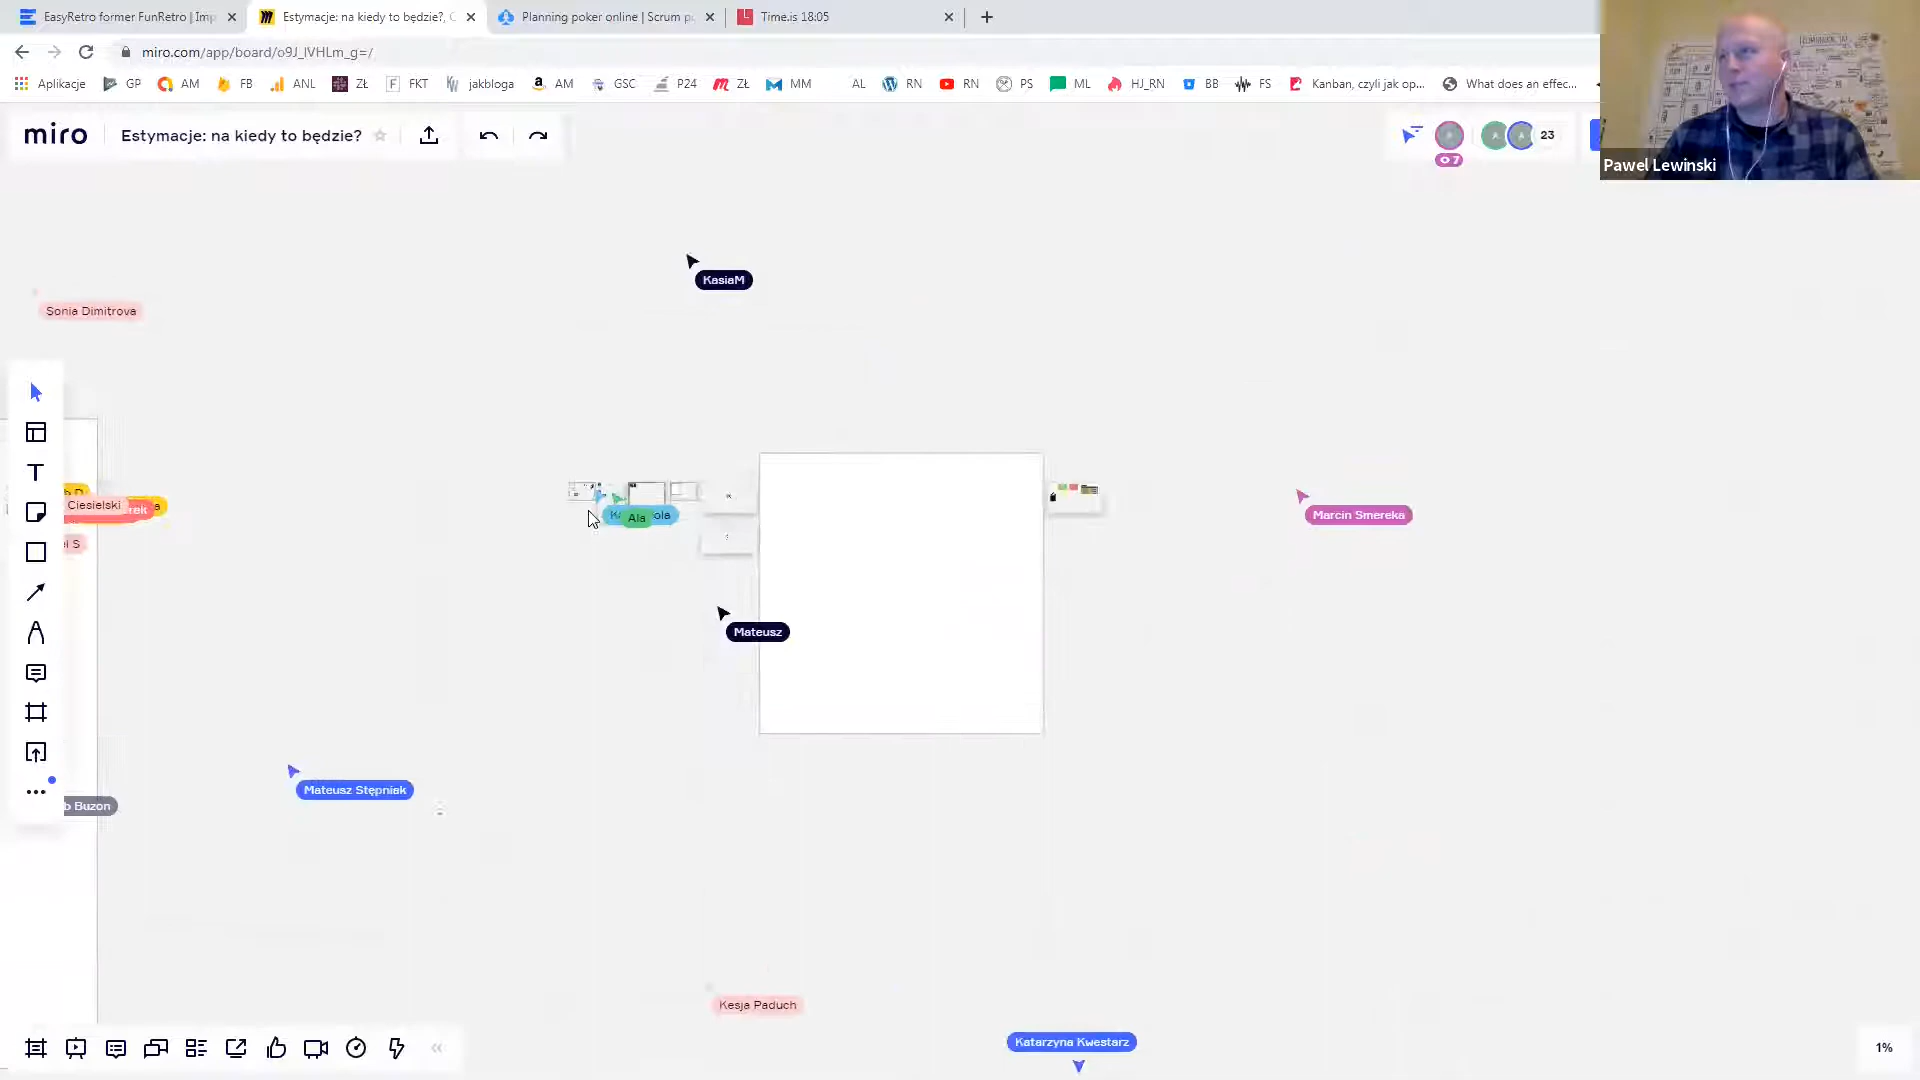 EasyRetro former FunRetro | Imp
Estymacje: na kiedy to będzie?, C
Planning poker online | Scrum p
Time.is 18:05
miro.com/app/board/o9J_lVHLm_g=/
Aplikacje GP AM FB ANL ZŁ FKT jakbloga AM GSC P24 ZŁ MM AL RN RN PS ML HJ_RN BB FS Kanban, czyli jak op... What does an effec...
miro
Estymacje: na kiedy to będzie?
7
23
Pawel Lewinski
KasiaM
Sonia Dimitrova
Ciesielski
rek
a
Ala
ola
Marcin Smereka
i S
Mateusz
Mateusz Stępniak
b Buzon
Kesja Paduch
Katarzyna Kwestarz
1%